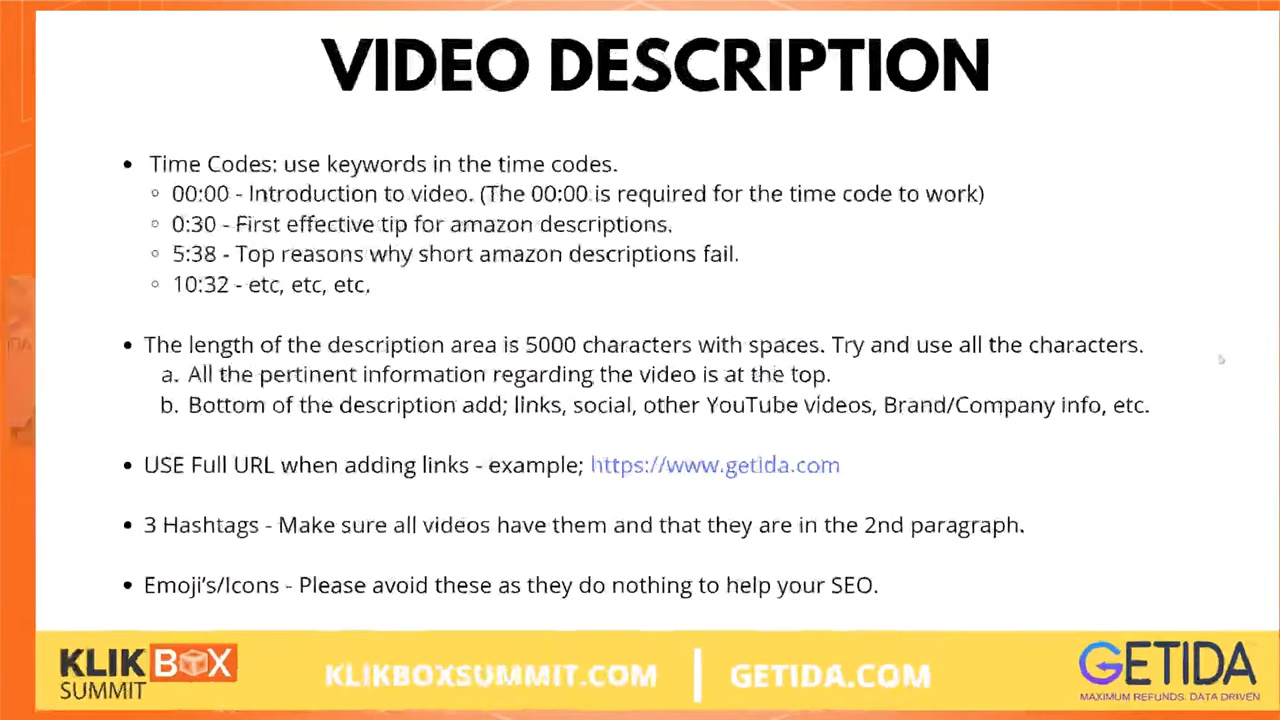 VIDEO DESCRIPTION
• Time Codes: use keywords in the time codes.
◦ 00:00 - Introduction to video. (The 00:00 is required for the time code to work)
◦ 0:30 - First effective tip for amazon descriptions.
◦ 5:38 - Top reasons why short amazon descriptions fail.
◦ 10:32 - etc, etc, etc,
• The length of the description area is 5000 characters with spaces. Try and use all the characters.
a. All the pertinent information regarding the video is at the top.
b. Bottom of the description add; links, social, other YouTube videos, Brand/Company info, etc.
• USE Full URL when adding links - example; https://www.getida.com
• 3 Hashtags - Make sure all videos have them and that they are in the 2nd paragraph.
• Emoji's/Icons - Please avoid these as they do nothing to help your SEO.
KLIKBOX
SUMMIT
KLIKBOXSUMMIT.COM | GETIDA.COM
GETIDA
MAXIMUM REFUNDS. DATA DRIVEN